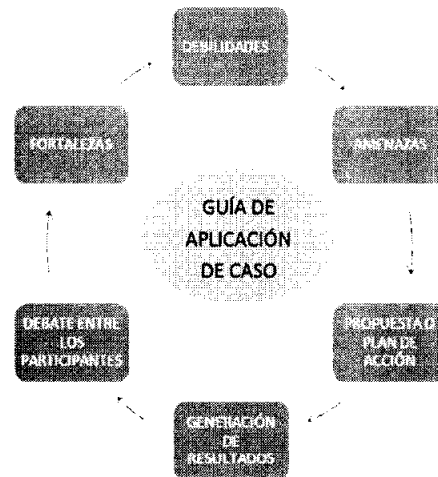 DEBILIDADES
FORTALEZAS
AMENAZAS
GUÍA DE
APLICACIÓN
DE CASO
DEBATE ENTRE
LOS
PARTICIPANTES
PROPUESTA O
PLAN DE
ACCIÓN
GENERACIÓN
DE
RESULTADOS